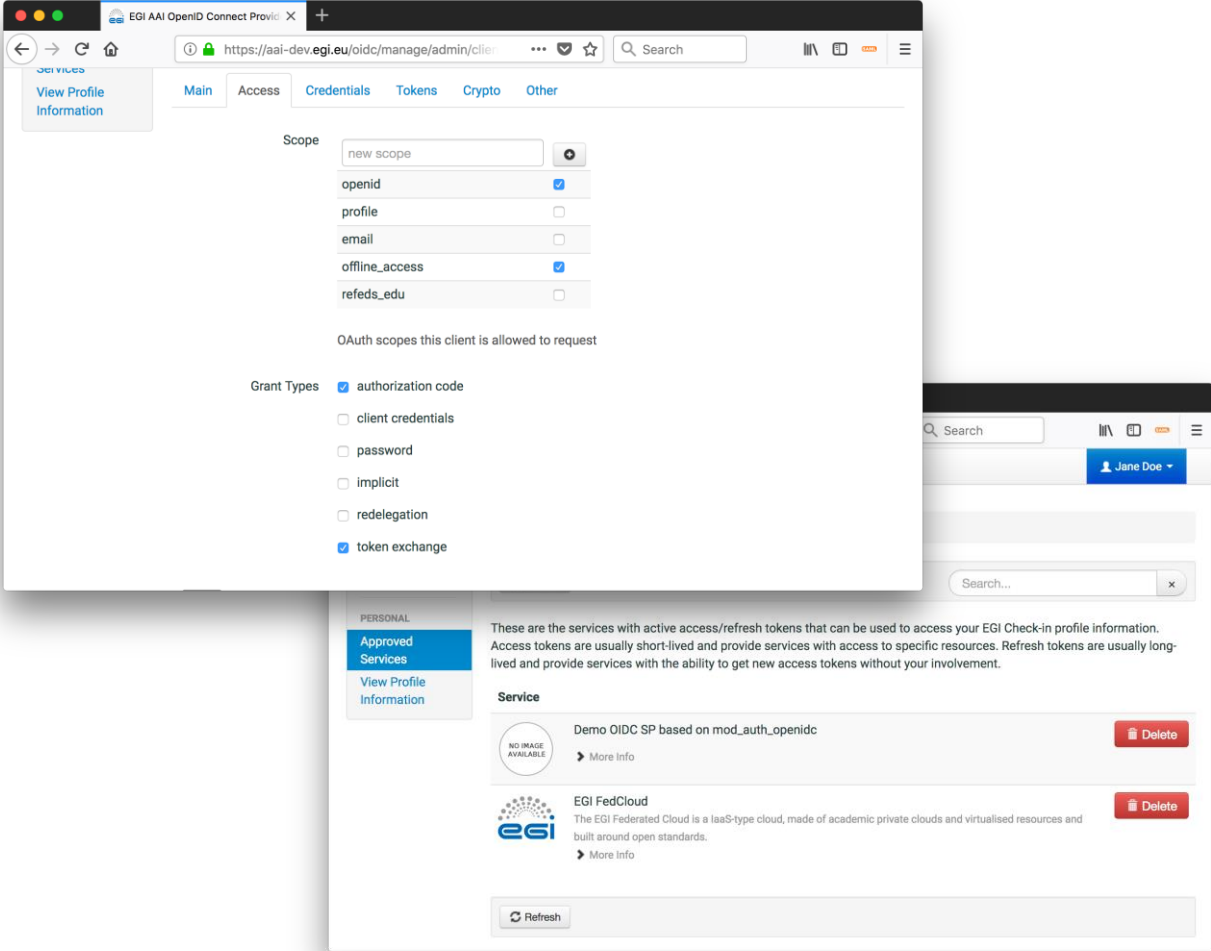 EGI AAI OpenID Connect Provid
https://aai-dev.egi.eu/oidc/manage/admin/clien
Search
Services
View Profile
Information
Main Access Credentials Tokens Crypto Other
Scope
new scope
openid
profile
email
offline_access
refeds_edu
OAuth scopes this client is allowed to request
Grant Types
authorization code
client credentials
password
implicit
redelegation
token exchange
Search
Jane Doe
Search...
PERSONAL
Approved
Services
View Profile
Information
These are the services with active access/refresh tokens that can be used to access your EGI Check-in profile information.
Access tokens are usually short-lived and provide services with access to specific resources. Refresh tokens are usually long-
lived and provide services with the ability to get new access tokens without your involvement.
Service
NO IMAGE
AVAILABLE
Demo OIDC SP based on mod_auth_openidc
More Info
Delete
egi
EGI FedCloud
The EGI Federated Cloud is a IaaS-type cloud, made of academic private clouds and virtualised resources and
built around open standards.
More Info
Delete
Refresh